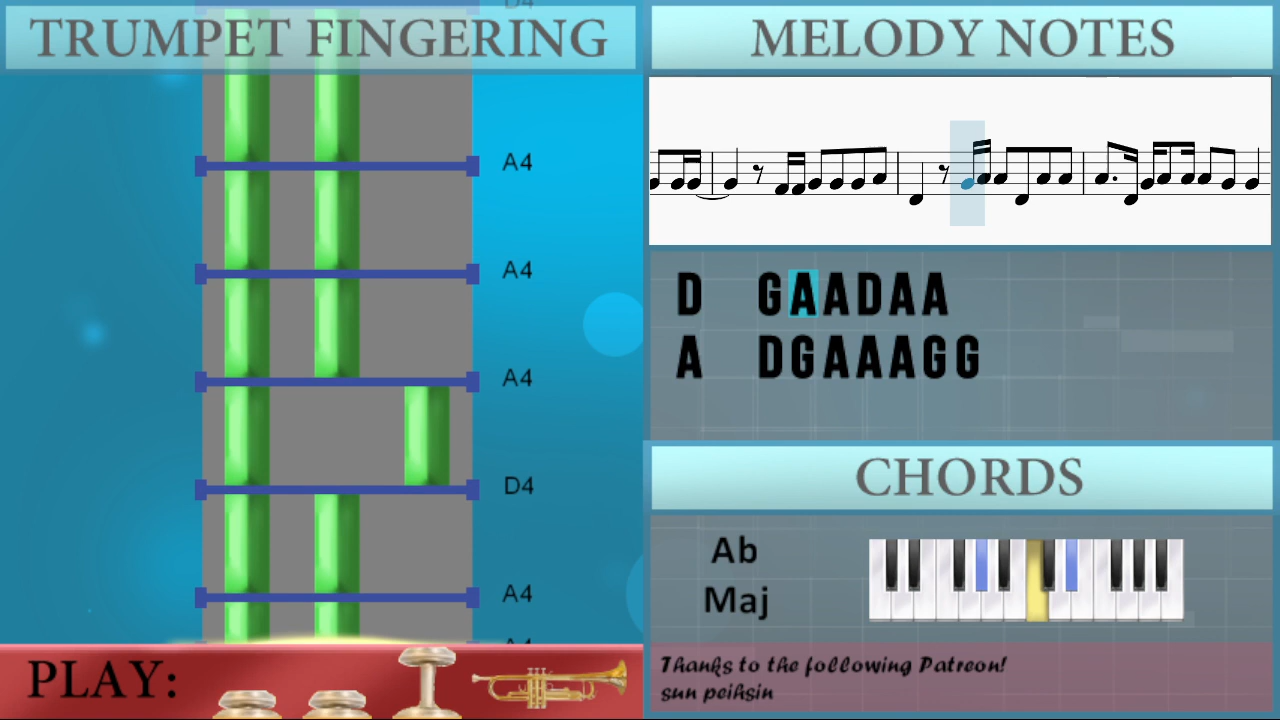 TRUMPET FINGERING
D4
A4
A4
A4
D4
A4
PLAY:
MELODY NOTES
D GAADAA
A DGAAAGG
CHORDS
Ab
Maj
Thanks to the following Patreon!
sun peihsin